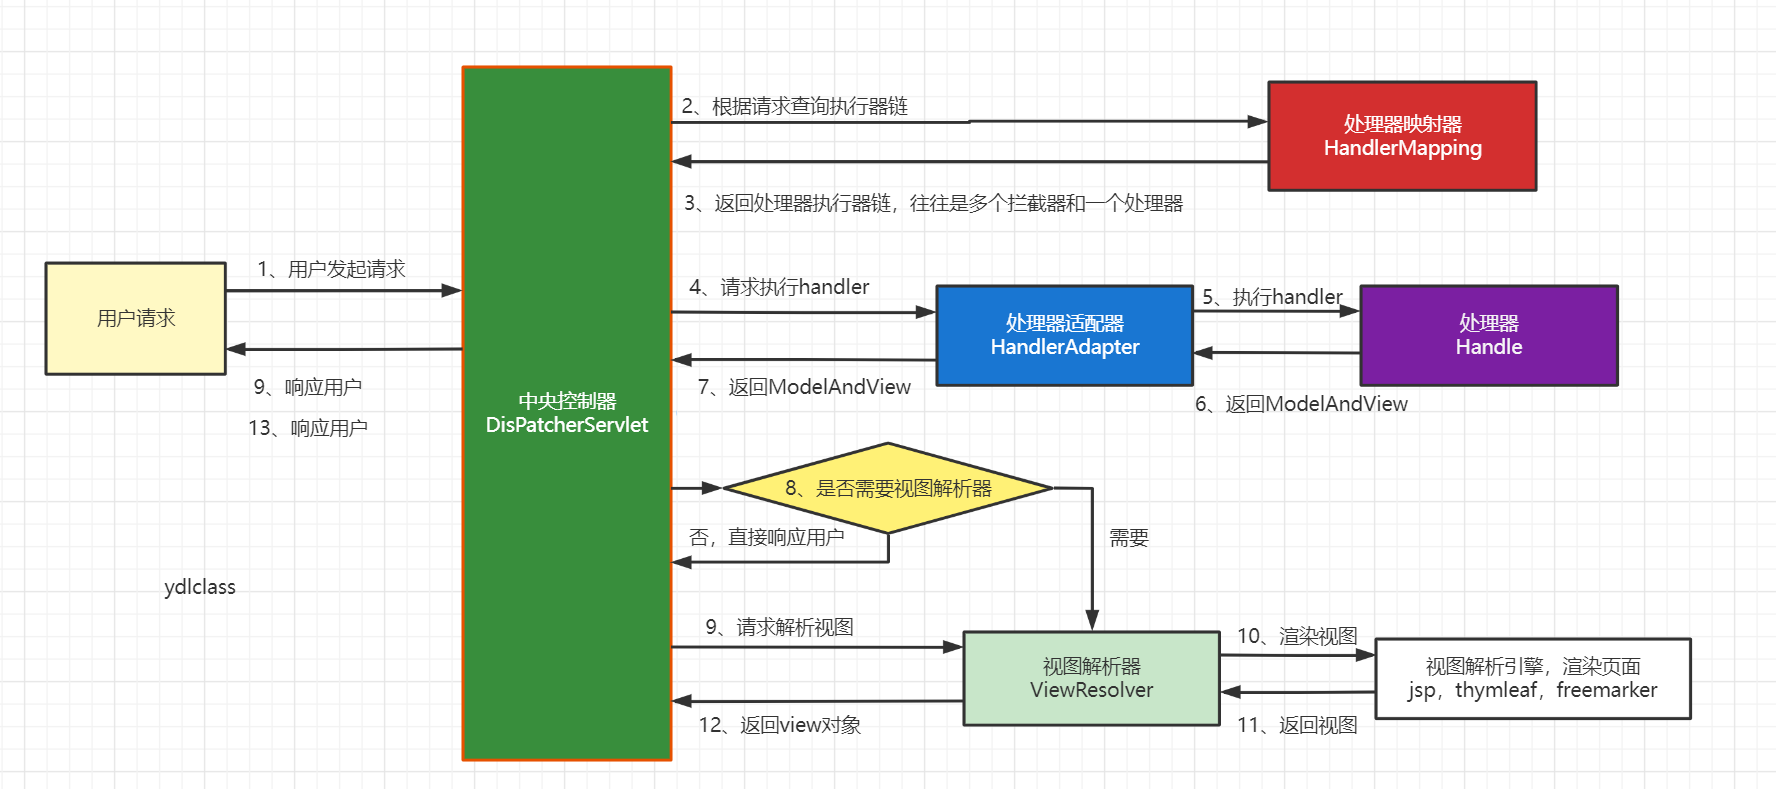 2、根据请求查询执行器链
处理器映射器
HandlerMapping
3、返回处理器执行器链，往往是多个拦截器和一个处理器
1、用户发起请求
用户请求
9、响应用户
13、响应用户
中央控制器
DisPatcherServlet
4、请求执行handler
处理器适配器
HandlerAdapter
5、执行handler
处理器
Handle
7、返回ModelAndView
6、返回ModelAndView
8、是否需要视图解析器
否，直接响应用户
需要
ydlclass
9、请求解析视图
视图解析器
ViewResolver
10、渲染视图
视图解析引擎，渲染页面
jsp，thymleaf，freemarker
12、返回view对象
11、返回视图